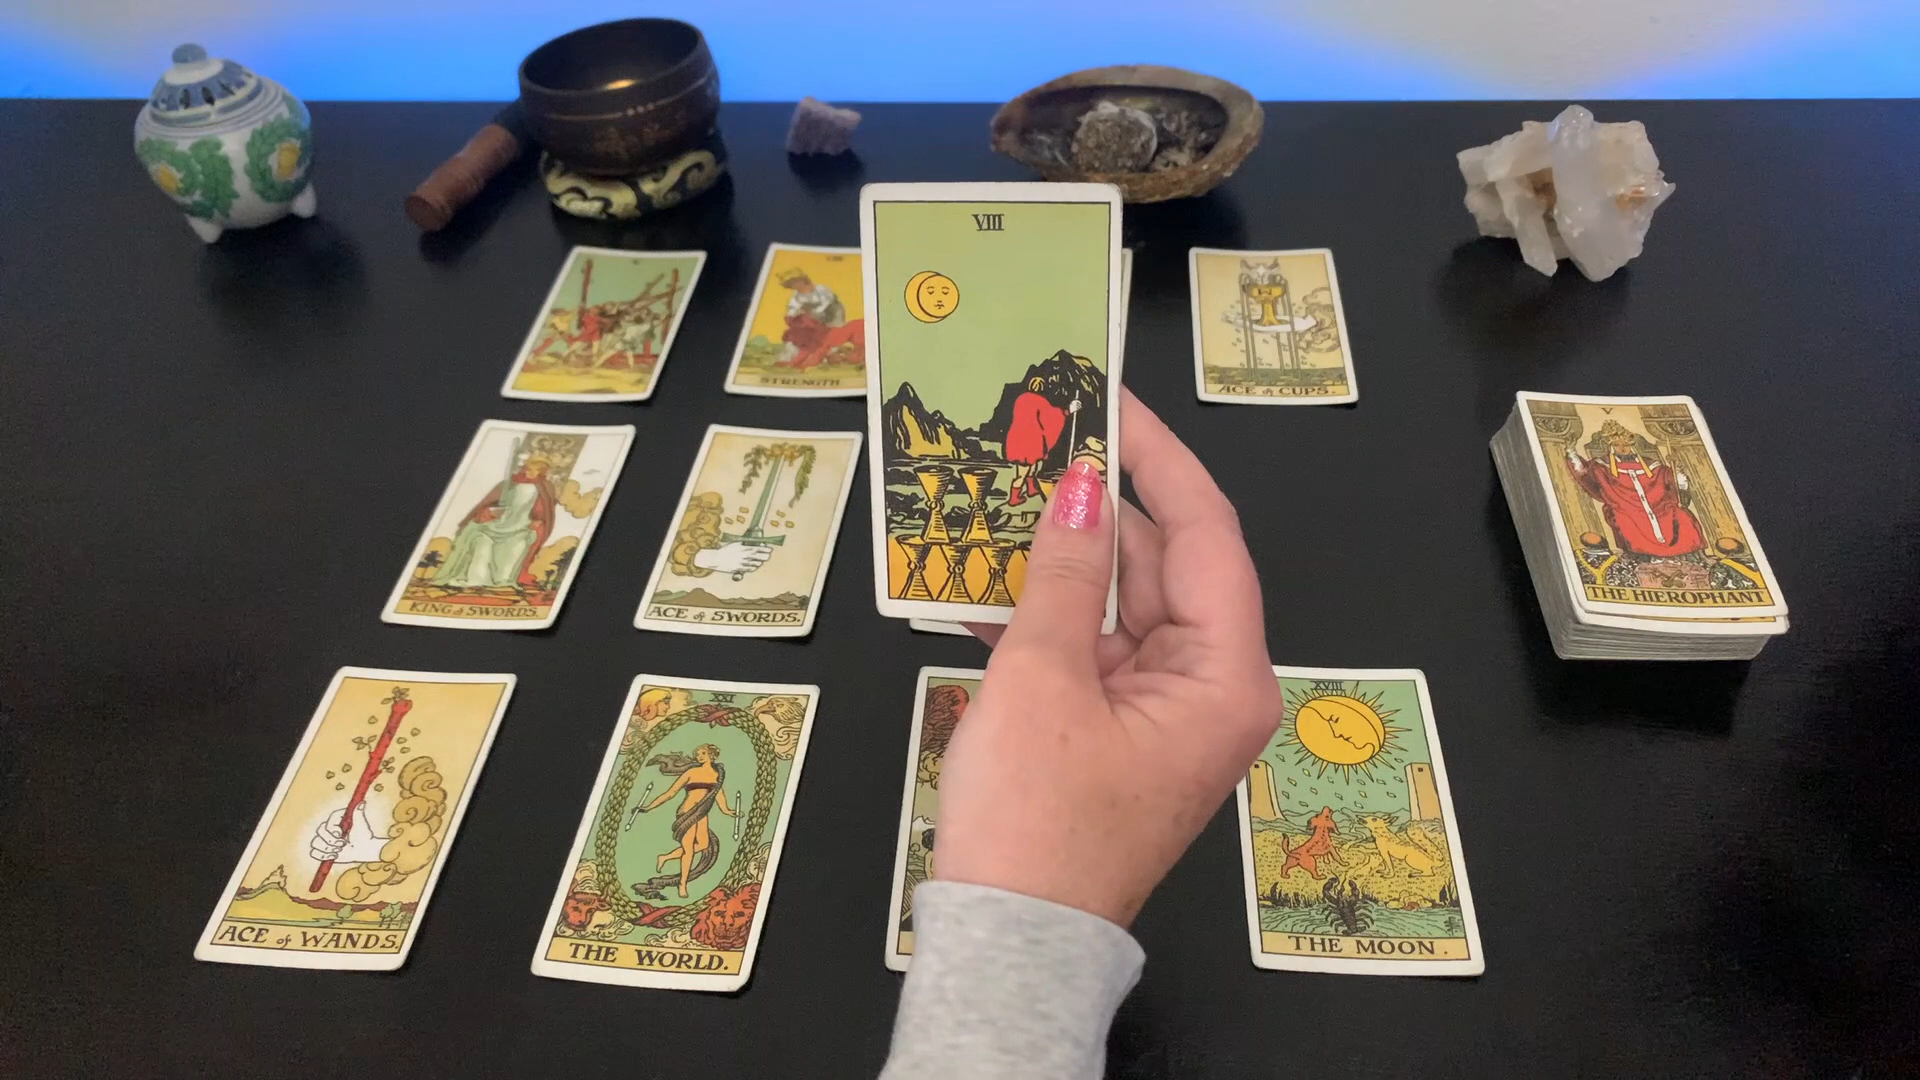 VIII
STRENGTH
ACE of CUPS.
KING of SWORDS.
ACE of SWORDS.
V
THE HIEROPHANT
ACE of WANDS.
XXI
THE WORLD.
XVIII
THE MOON.